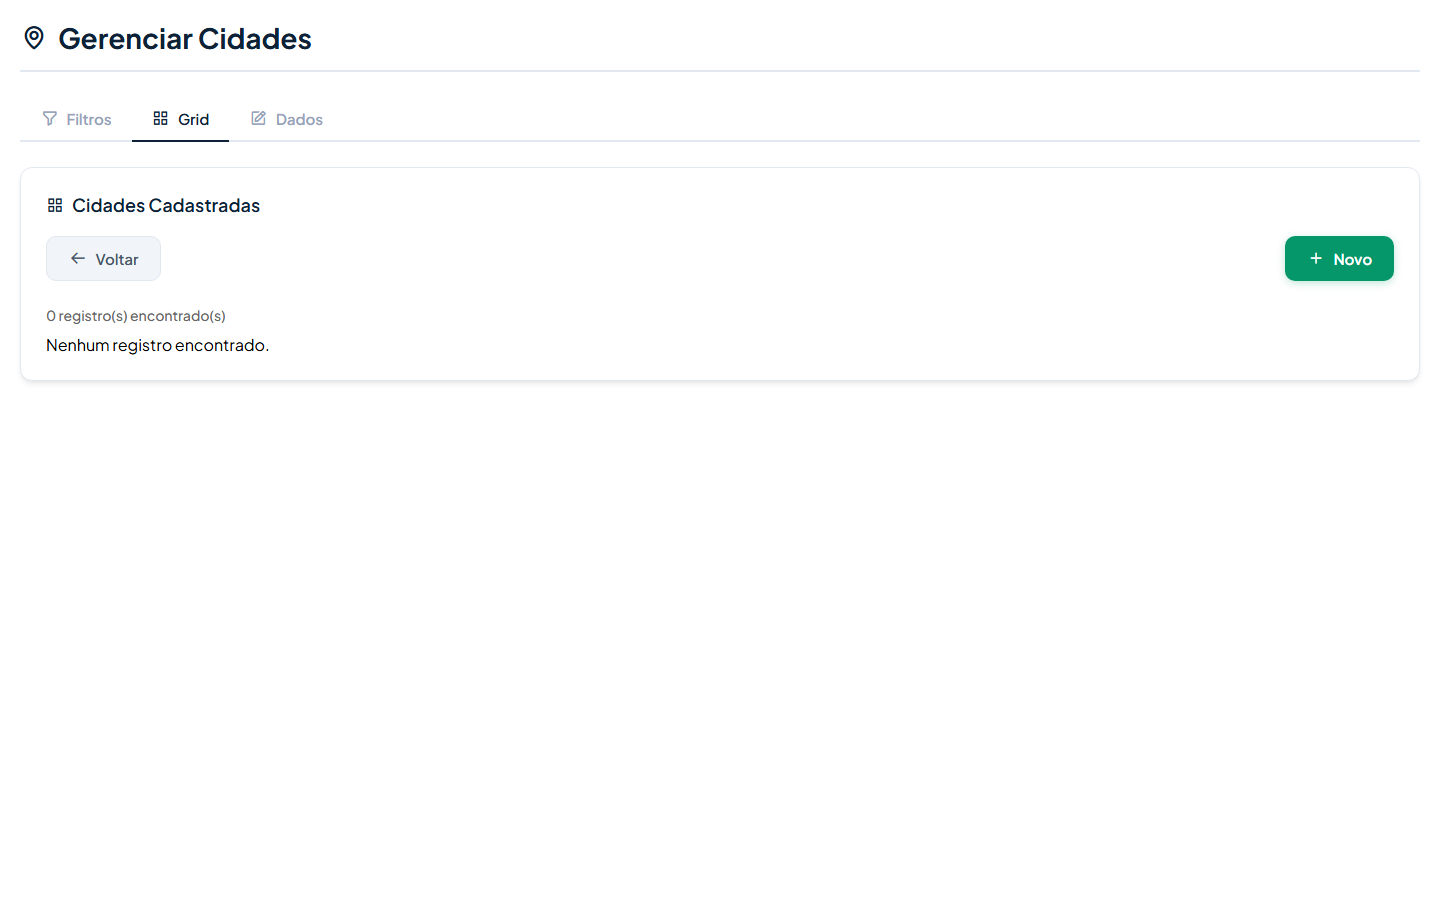 Gerenciar Cidades
Filtros Grid Dados
Cidades Cadastradas
Voltar Novo
0 registro(s) encontrado(s)
Nenhum registro encontrado.